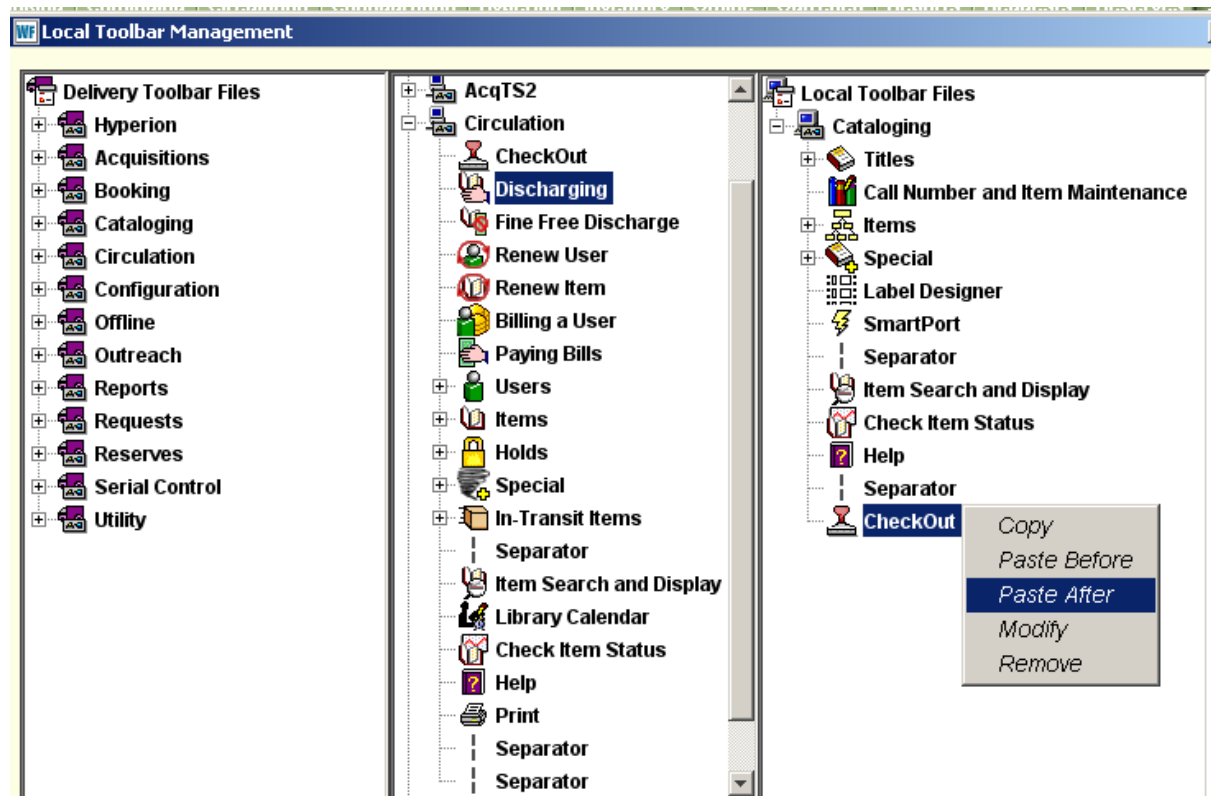 WF Local Toolbar Management
Delivery Toolbar Files
Hyperion
Acquisitions
Booking
Cataloging
Circulation
Configuration
Offline
Outreach
Reports
Requests
Reserves
Serial Control
Utility
AcqTS2
Circulation
CheckOut
Discharging
Fine Free Discharge
Renew User
Renew Item
Billing a User
Paying Bills
Users
Items
Holds
Special
In-Transit Items
Separator
Item Search and Display
Library Calendar
Check Item Status
Help
Print
Separator
Separator
Local Toolbar Files
Cataloging
Titles
Call Number and Item Maintenance
Items
Special
Label Designer
SmartPort
Separator
Item Search and Display
Check Item Status
Help
Separator
CheckOut
Copy
Paste Before
Paste After
Modify
Remove